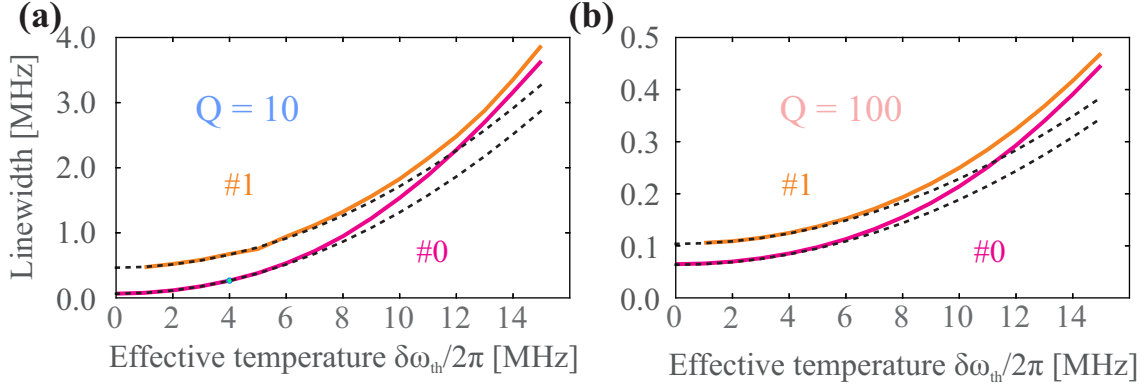 (a)
4.0
3.0
2.0
1.0
0.0
Linewidth [MHz]
Q = 10
#1
#0
0 2 4 6 8 10 12 14
Effective temperature δω_th/2π [MHz]
(b)
0.5
0.4
0.3
0.2
0.1
0.0
Q = 100
#1
#0
0 2 4 6 8 10 12 14
Effective temperature δω_th/2π [MHz]